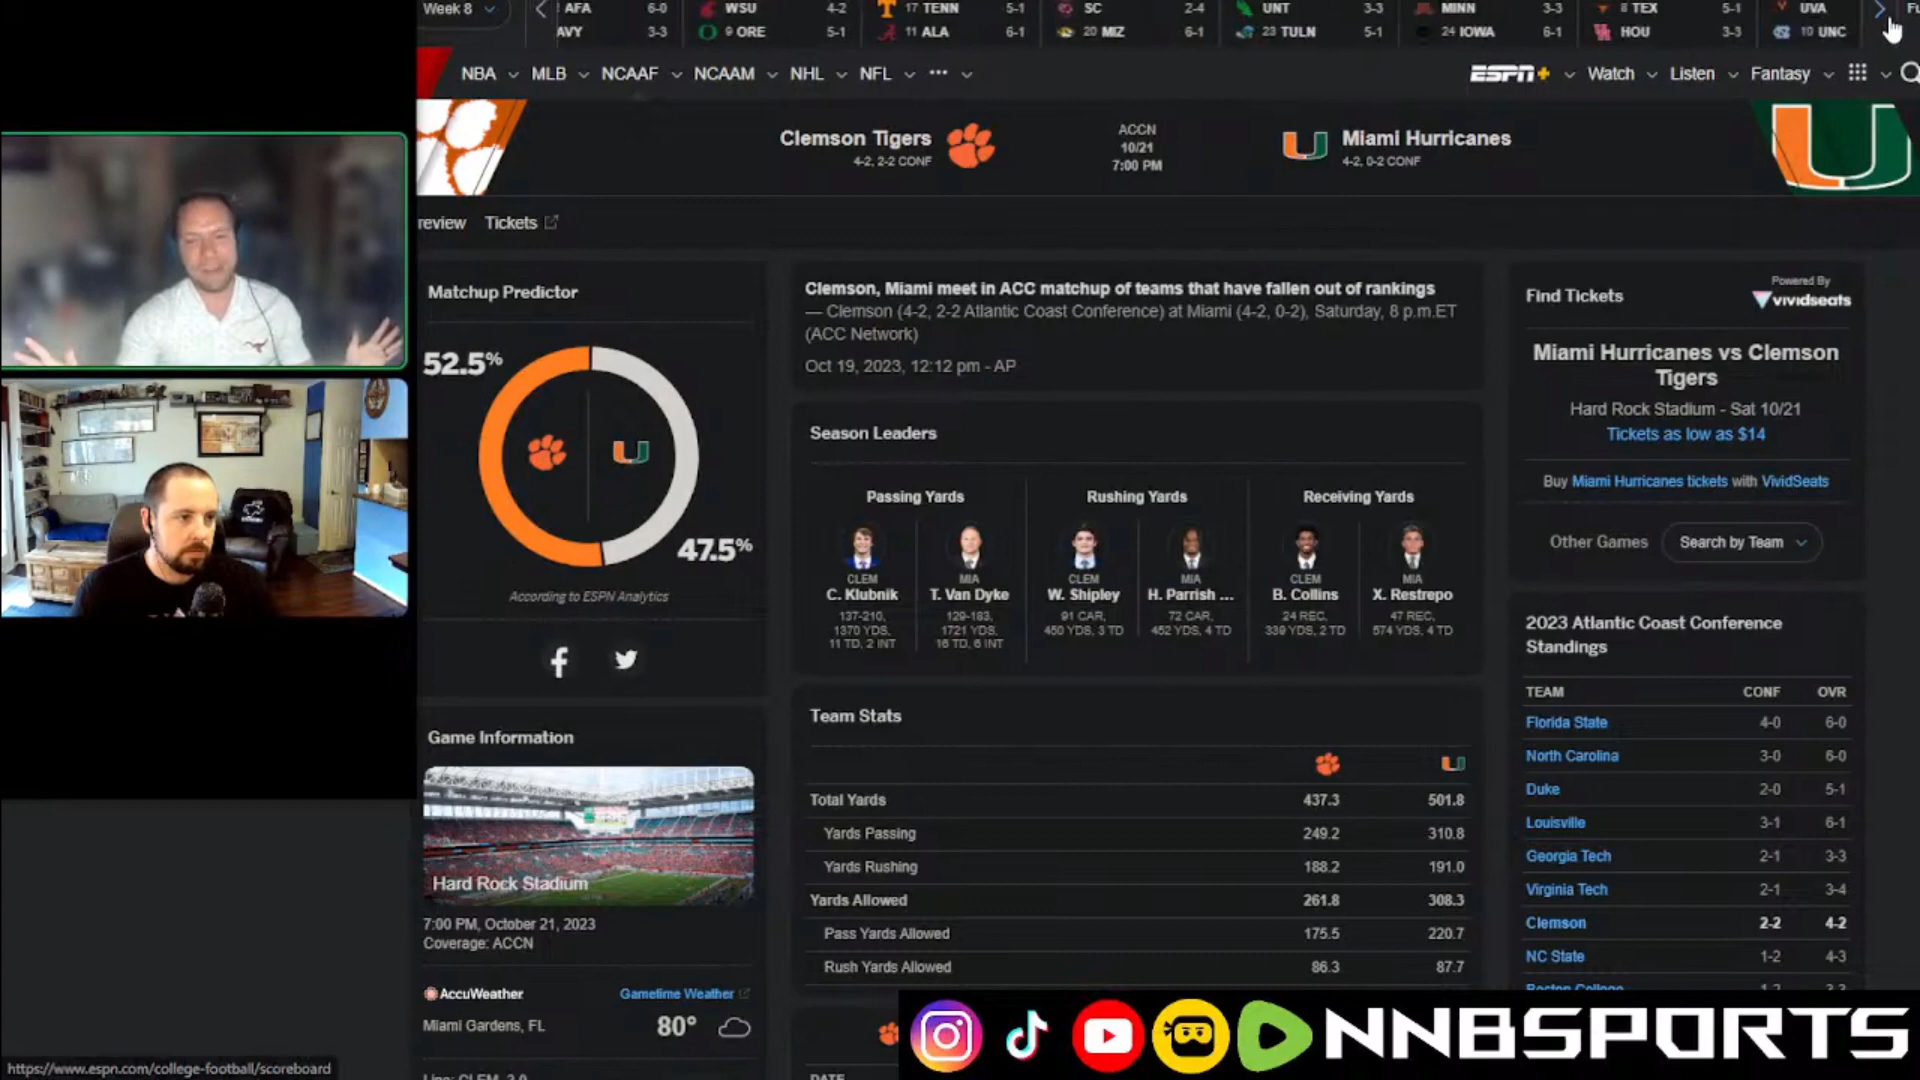 Week 8
AFA 6-0
AVY 3-3
WSU 4-2
9 ORE 5-1
17 TENN 5-1
11 ALA 6-1
SC 2-4
20 MIZ 6-1
UNT 3-3
23 TULN 5-1
MINN 3-3
24 IOWA 6-1
8 TEX 5-1
HOU 3-3
UVA
10 UNC
NBA MLB NCAAF NCAAM NHL NFL •••
ESPN+ Watch Listen Fantasy
Clemson Tigers
4-2, 2-2 CONF
ACCN
10/21
7:00 PM
Miami Hurricanes
4-2, 0-2 CONF
review Tickets
Matchup Predictor
52.5%
47.5%
According to ESPN Analytics
Game Information
Hard Rock Stadium
7:00 PM, October 21, 2023
Coverage: ACCN
AccuWeather Gametime Weather
Miami Gardens, FL 80°
Clemson, Miami meet in ACC matchup of teams that have fallen out of rankings
— Clemson (4-2, 2-2 Atlantic Coast Conference) at Miami (4-2, 0-2), Saturday, 8 p.m.ET
(ACC Network)
Oct 19, 2023, 12:12 pm - AP
Season Leaders
Passing Yards Rushing Yards Receiving Yards
CLEM
C. Klubnik
137-210,
1370 YDS,
11 TD, 2 INT
MIA
T. Van Dyke
129-183,
1721 YDS,
16 TD, 6 INT
CLEM
W. Shipley
91 CAR,
450 YDS, 3 TD
MIA
H. Parrish ...
72 CAR,
452 YDS, 4 TD
CLEM
B. Collins
24 REC,
339 YDS, 2 TD
MIA
X. Restrepo
47 REC,
574 YDS, 4 TD
Team Stats
Total Yards 437.3 501.8
Yards Passing 249.2 310.8
Yards Rushing 188.2 191.0
Yards Allowed 261.8 308.3
Pass Yards Allowed 175.5 220.7
Rush Yards Allowed 86.3 87.7
DATE
Find Tickets
Powered By
vividseats
Miami Hurricanes vs Clemson
Tigers
Hard Rock Stadium - Sat 10/21
Tickets as low as $14
Buy Miami Hurricanes tickets with VividSeats
Other Games Search by Team
2023 Atlantic Coast Conference
Standings
TEAM CONF OVR
Florida State 4-0 6-0
North Carolina 3-0 6-0
Duke 2-0 5-1
Louisville 3-1 6-1
Georgia Tech 2-1 3-3
Virginia Tech 2-1 3-4
Clemson 2-2 4-2
NC State 1-2 4-3
Boston College
NNBSPORTS
https://www.espn.com/college-football/scoreboard